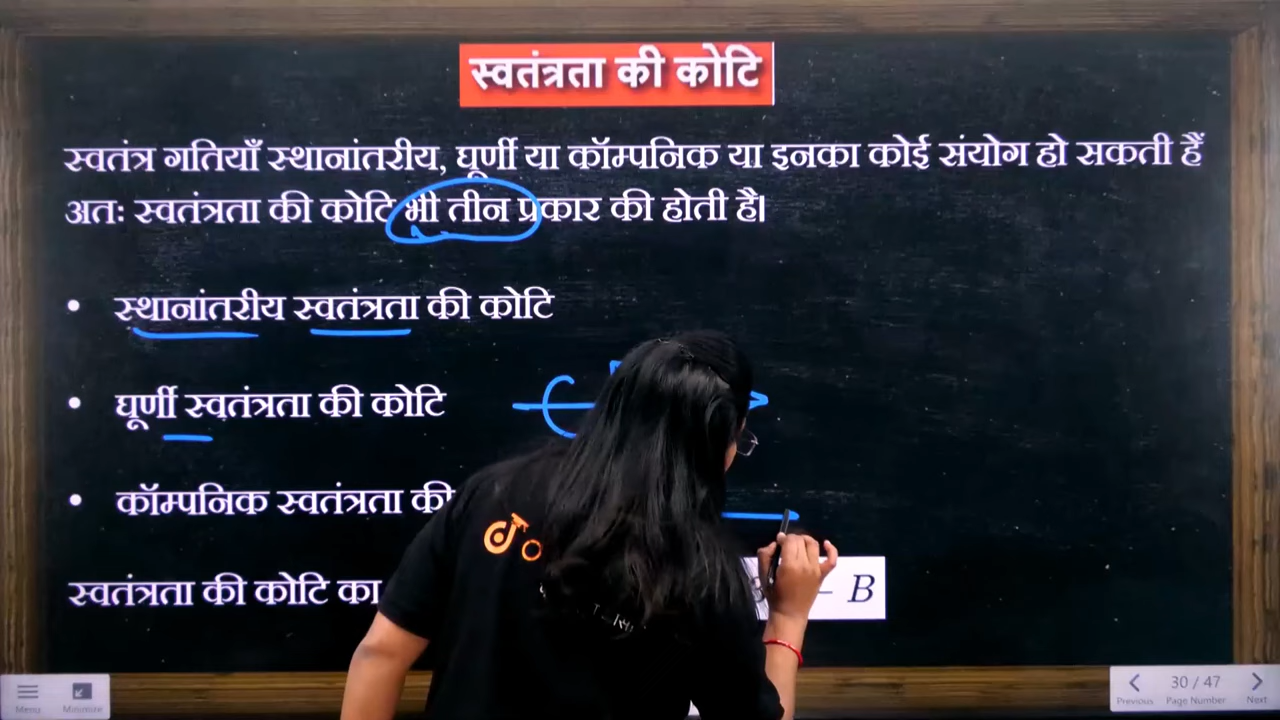 स्वतंत्रता की कोटि
स्वतंत्र गतियाँ स्थानांतरीय, घूर्णी या कॉम्पनिक या इनका कोई संयोग हो सकती हैं
अतः स्वतंत्रता की कोटि भी तीन प्रकार की होती है।
• स्थानांतरीय स्वतंत्रता की कोटि
• घूर्णी स्वतंत्रता की कोटि
• कॉम्पनिक स्वतंत्रता की
स्वतंत्रता की कोटि का
– B
Menu
Minimize
Previous
30 / 47
Page Number
Next